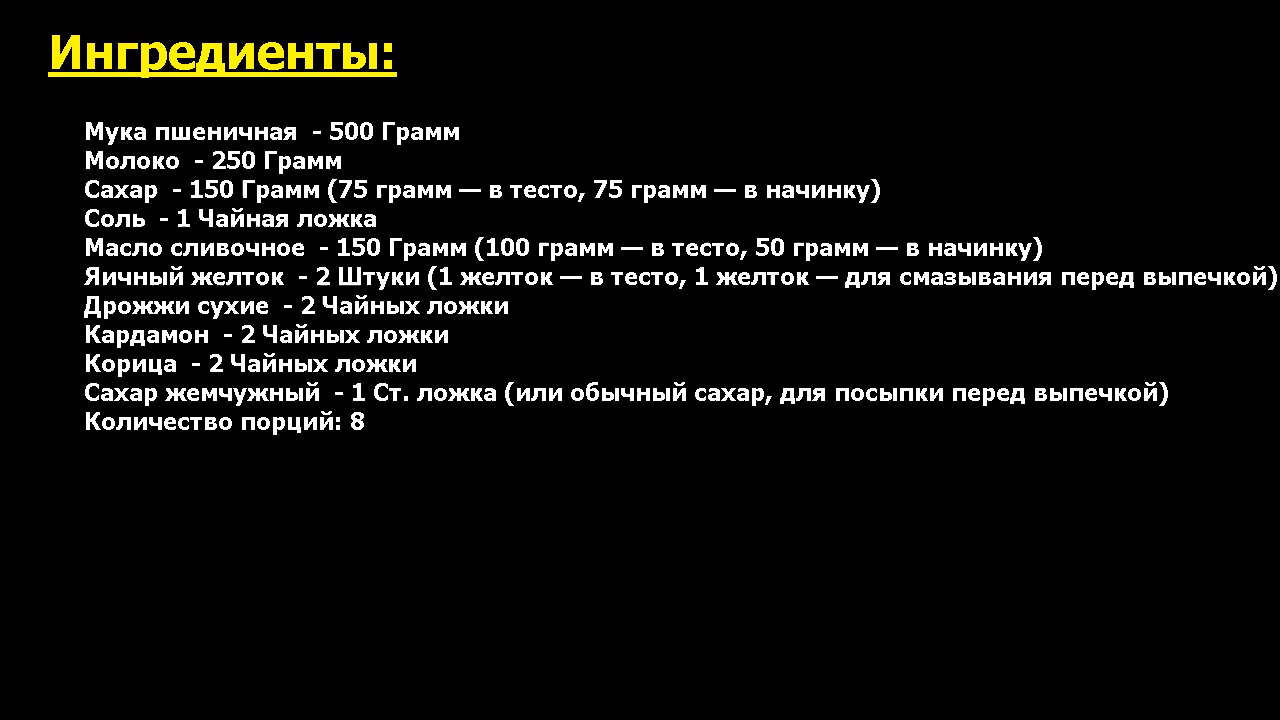 Ингредиенты:
Мука пшеничная - 500 Грамм
Молоко - 250 Грамм
Сахар - 150 Грамм (75 грамм — в тесто, 75 грамм — в начинку)
Соль - 1 Чайная ложка
Масло сливочное - 150 Грамм (100 грамм — в тесто, 50 грамм — в начинку)
Яичный желток - 2 Штуки (1 желток — в тесто, 1 желток — для смазывания перед выпечкой)
Дрожжи сухие - 2 Чайных ложки
Кардамон - 2 Чайных ложки
Корица - 2 Чайных ложки
Сахар жемчужный - 1 Ст. ложка (или обычный сахар, для посыпки перед выпечкой)
Количество порций: 8